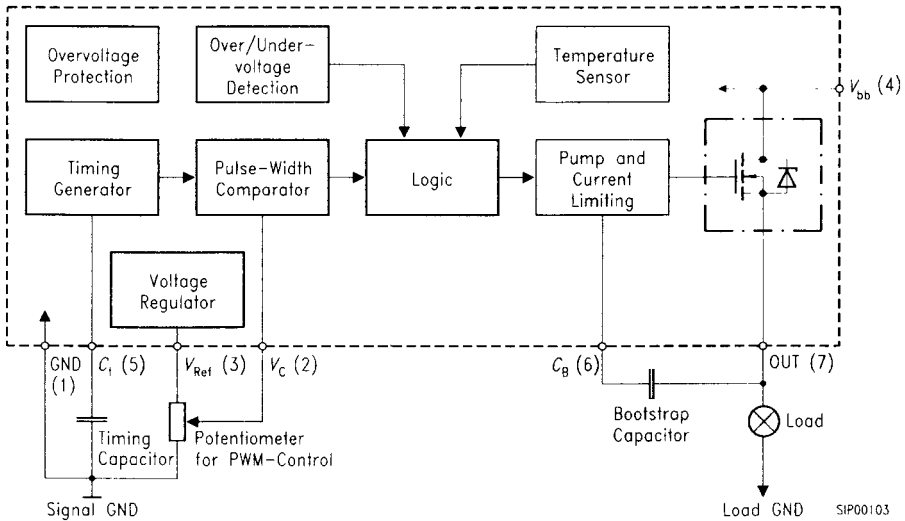 Overvoltage
Protection
Over/Under-
voltage
Detection
Temperature
Sensor
V_bb (4)
Timing
Generator
Pulse-Width
Comparator
Logic
Pump and
Current
Limiting
Voltage
Regulator
GND
(1)
C_t (5)
V_Ref (3)
V_C (2)
C_B (6)
OUT (7)
Timing
Capacitor
Potentiometer
for PWM-Control
Bootstrap
Capacitor
Load
Signal GND
Load GND
SIP00103